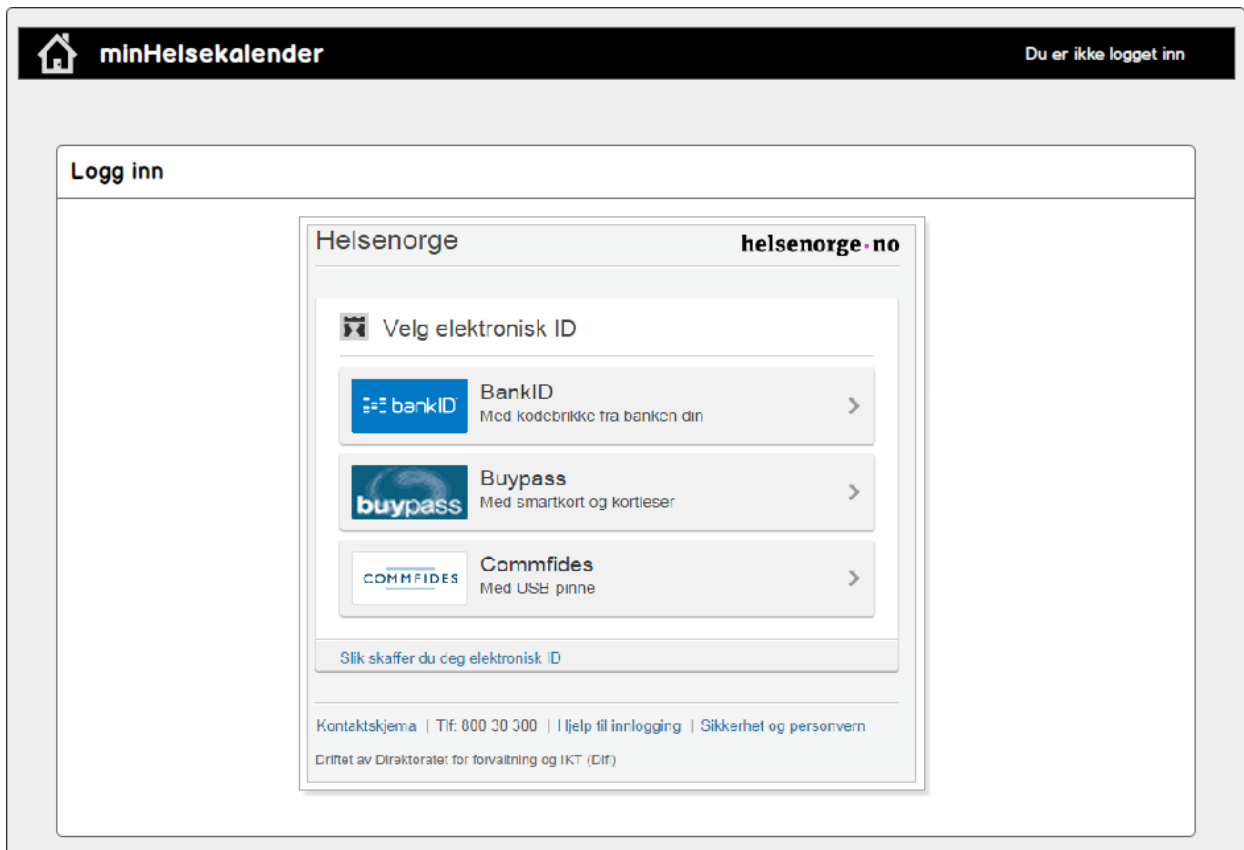 minHelsekalender
Du er ikke logget inn
Logg inn
Helsenorge
helsenorge.no
Velg elektronisk ID
bankID
BankID
Med kodebrikke fra banken din
buypass
Buypass
Med smartkort og kortleser
COMMFIDES
Commfides
Med USB pinne
Slik skaffer du deg elektronisk ID
Kontaktskjema | Tlf: 800 30 300 | Hjelp til innlogging | Sikkerhet og personvern
Driftet av Direktoratet for forvaltning og IKT (Difi)